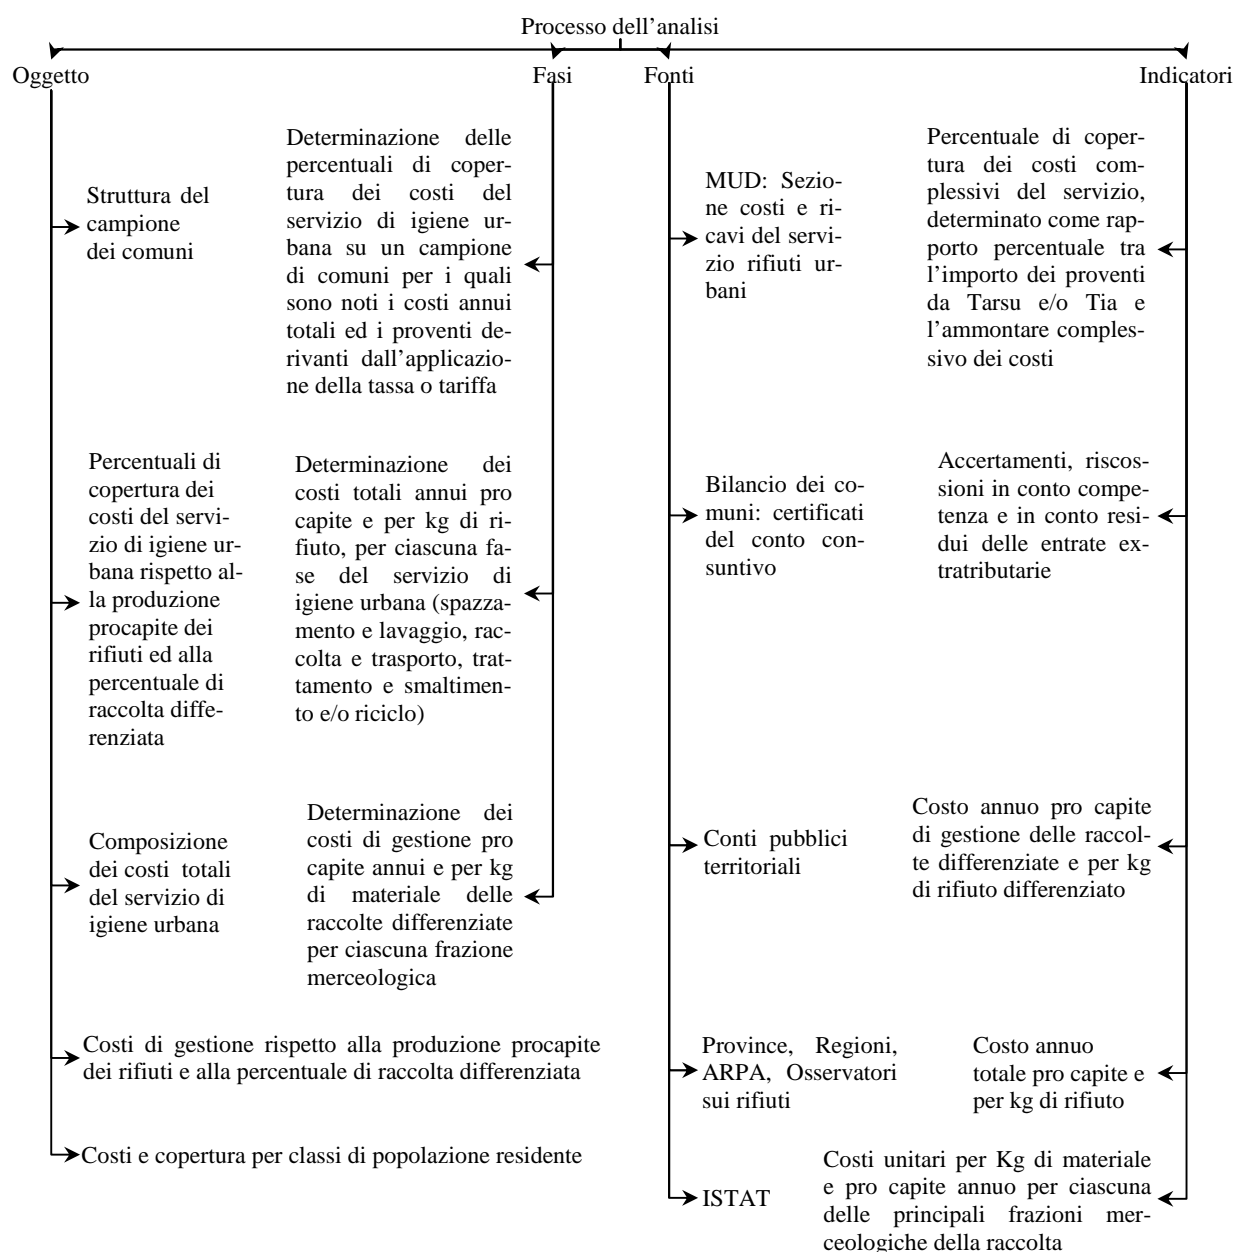 Processo dell’analisi
Oggetto
Fasi
Fonti
Indicatori
Struttura del
campione
dei comuni
Percentuali di
copertura dei
costi del servi-
zio di igiene ur-
bana rispetto al-
la produzione
procapite dei
rifiuti ed alla
percentuale di
raccolta diffe-
renziata
Composizione
dei costi totali
del servizio di
igiene urbana
Costi di gestione rispetto alla produzione procapite
dei rifiuti e alla percentuale di raccolta differenziata
Costi e copertura per classi di popolazione residente
Determinazione delle
percentuali di coper-
tura dei costi del
servizio di igiene ur-
bana su un campione
di comuni per i quali
sono noti i costi annui
totali ed i proventi de-
rivanti dall’applicazio-
ne della tassa o tariffa
Determinazione dei
costi totali annui pro
capite e per kg di ri-
fiuto, per ciascuna fa-
se del servizio di
igiene urbana (spazza-
mento e lavaggio, rac-
colta e trasporto, trat-
tamento e smaltimen-
to e/o riciclo)
Determinazione dei
costi di gestione pro
capite annui e per kg
di materiale delle
raccolte differenziate
per ciascuna frazione
merceologica
MUD: Sezio-
ne costi e ri-
cavi del servi-
zio rifiuti ur-
bani
Bilancio dei co-
muni: certificati
del conto con-
suntivo
Conti pubblici
territoriali
Province, Regioni,
ARPA, Osservatori
sui rifiuti
ISTAT
Percentuale di coper-
tura dei costi com-
plessivi del servizio,
determinato come rap-
porto percentuale tra
l’importo dei proventi
da Tarsu e/o Tia e
l’ammontare comples-
sivo dei costi
Accertamenti, riscos-
sioni in conto compe-
tenza e in conto resi-
dui delle entrate ex-
tratributarie
Costo annuo pro capite
di gestione delle raccol-
te differenziate e per kg
di rifiuto differenziato
Costo annuo
totale pro capite e
per kg di rifiuto
Costi unitari per Kg di materiale
e pro capite annuo per ciascuna
delle principali frazioni mer-
ceologiche della raccolta